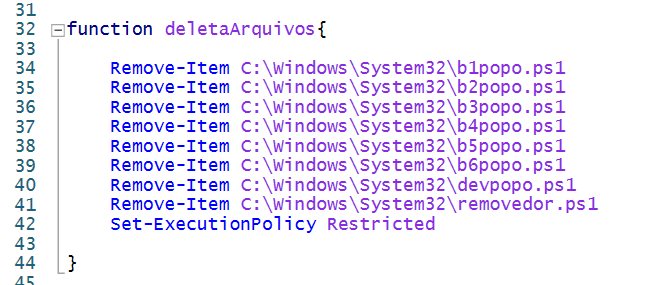 31
32 function deletaArquivos{
33
34 Remove-Item C:\Windows\System32\b1popo.ps1
35 Remove-Item C:\Windows\System32\b2popo.ps1
36 Remove-Item C:\Windows\System32\b3popo.ps1
37 Remove-Item C:\Windows\System32\b4popo.ps1
38 Remove-Item C:\Windows\System32\b5popo.ps1
39 Remove-Item C:\Windows\System32\b6popo.ps1
40 Remove-Item C:\Windows\System32\devpopo.ps1
41 Remove-Item C:\Windows\System32\removedor.ps1
42 Set-ExecutionPolicy Restricted
43
44 }
45